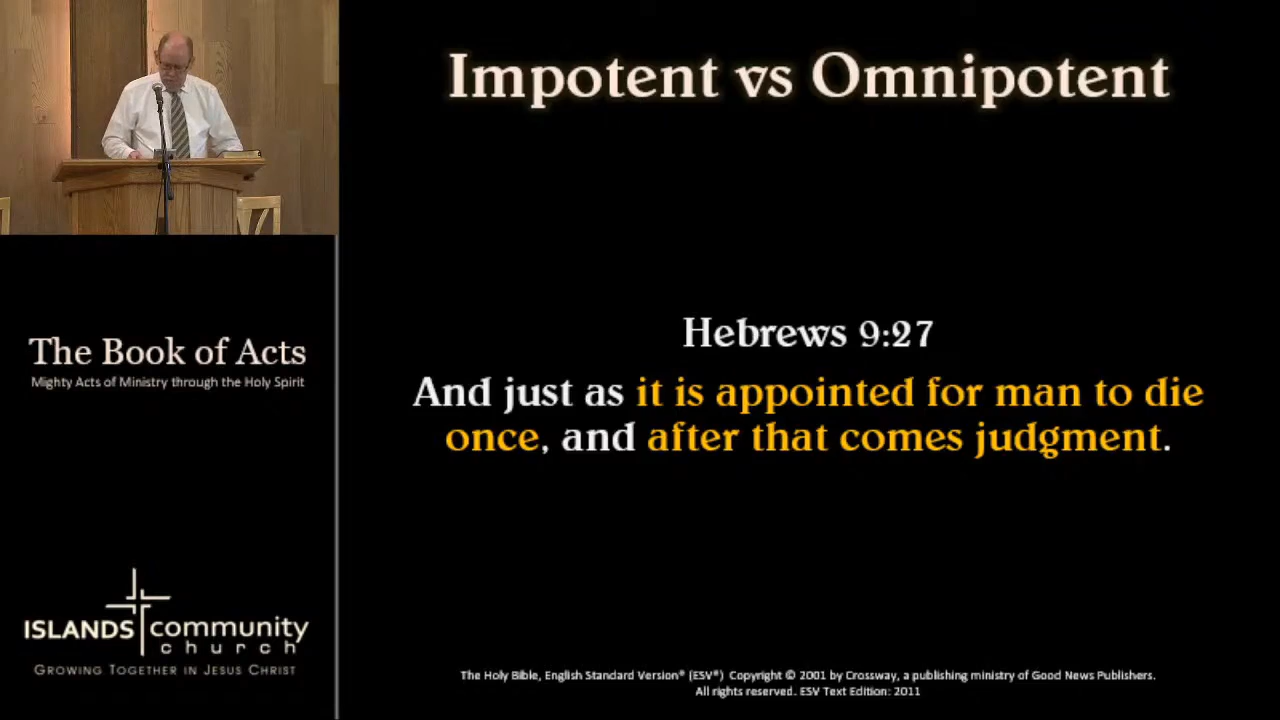 Impotent vs Omnipotent
Hebrews 9:27
And just as it is appointed for man to die
once, and after that comes judgment.
The Book of Acts
Mighty Acts of Ministry through the Holy Spirit
ISLANDS community
church
GROWING TOGETHER IN JESUS CHRIST
The Holy Bible, English Standard Version® (ESV®) Copyright © 2001 by Crossway, a publishing ministry of Good News Publishers.
All rights reserved. ESV Text Edition: 2011